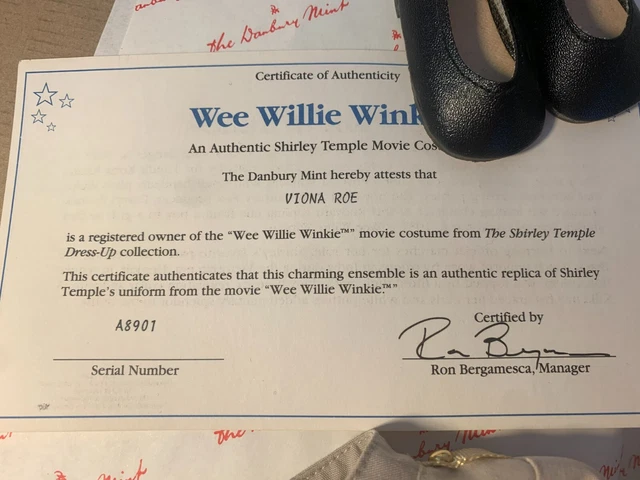 the Danbury Mint
Certificate of Authenticity
Wee Willie Wink
An Authentic Shirley Temple Movie Cos
The Danbury Mint hereby attests that
VIONA ROE
is a registered owner of the “Wee Willie Winkie™” movie costume from The Shirley Temple
Dress-Up collection.
This certificate authenticates that this charming ensemble is an authentic replica of Shirley
Temple's uniform from the movie “Wee Willie Winkie.™”
A8901
Serial Number
Certified by
Ron Bergamesca, Manager
the